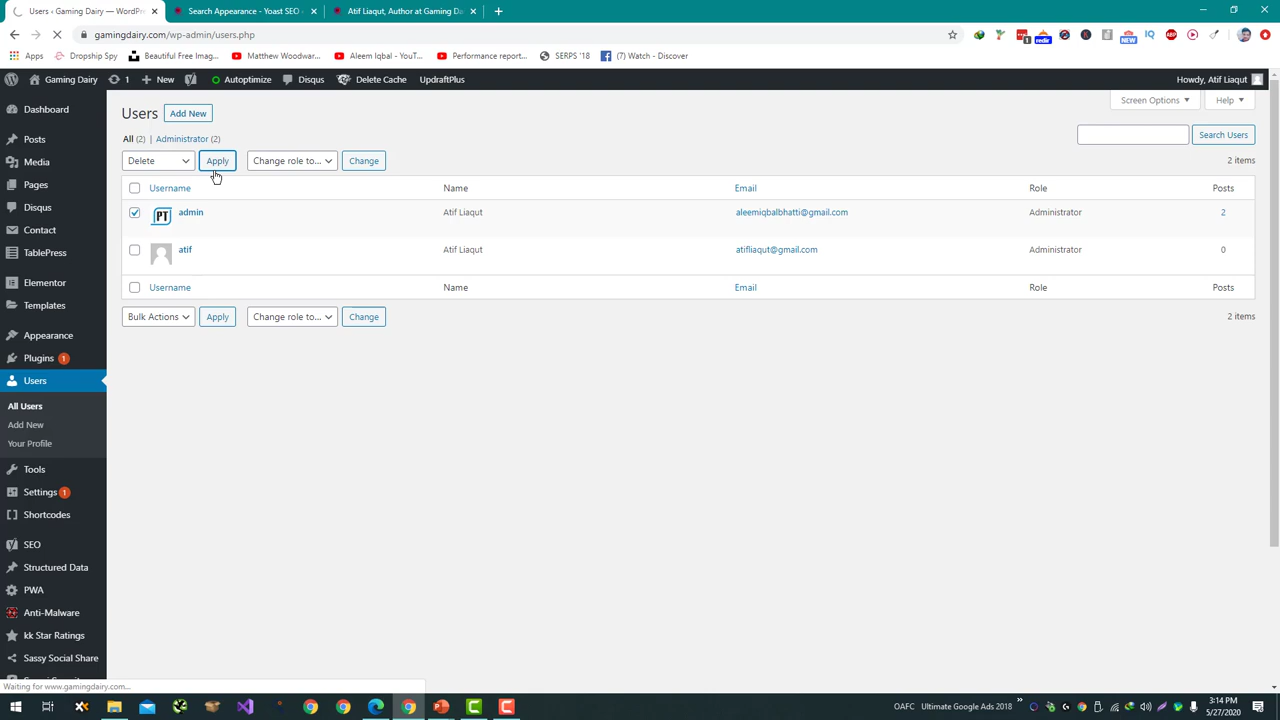 Users ‹ Gaming Dairy — WordPr
Search Appearance - Yoast SEO -
Atif Liaqut, Author at Gaming Da
gamingdairy.com/wp-admin/users.php
Apps
Dropship Spy
Beautiful Free Imag...
Matthew Woodwar...
Aleem Iqbal - YouT...
Performance report...
SERPS '18
(7) Watch - Discover
Gaming Dairy
1
New
Autoptimize
Disqus
Delete Cache
UpdraftPlus
Howdy, Atif Liaqut
Dashboard
Posts
Media
Pages
Disqus
Contact
TablePress
Elementor
Templates
Appearance
Plugins 1
Users
All Users
Add New
Your Profile
Tools
Settings 1
Shortcodes
SEO
Structured Data
PWA
Anti-Malware
kk Star Ratings
Sassy Social Share
Screen Options
Help
Users Add New
All (2) | Administrator (2)
Search Users
Delete
Apply
Change role to...
Change
2 items
Username Name Email Role Posts
PT admin Atif Liaqut aleemiqbalbhatti@gmail.com Administrator 2
atif Atif Liaqut atifliaqut@gmail.com Administrator 0
Username Name Email Role Posts
Bulk Actions
Apply
Change role to...
Change
2 items
Waiting for www.gamingdairy.com...
OAFC
Ultimate Google Ads 2018
3:14 PM
5/27/2020